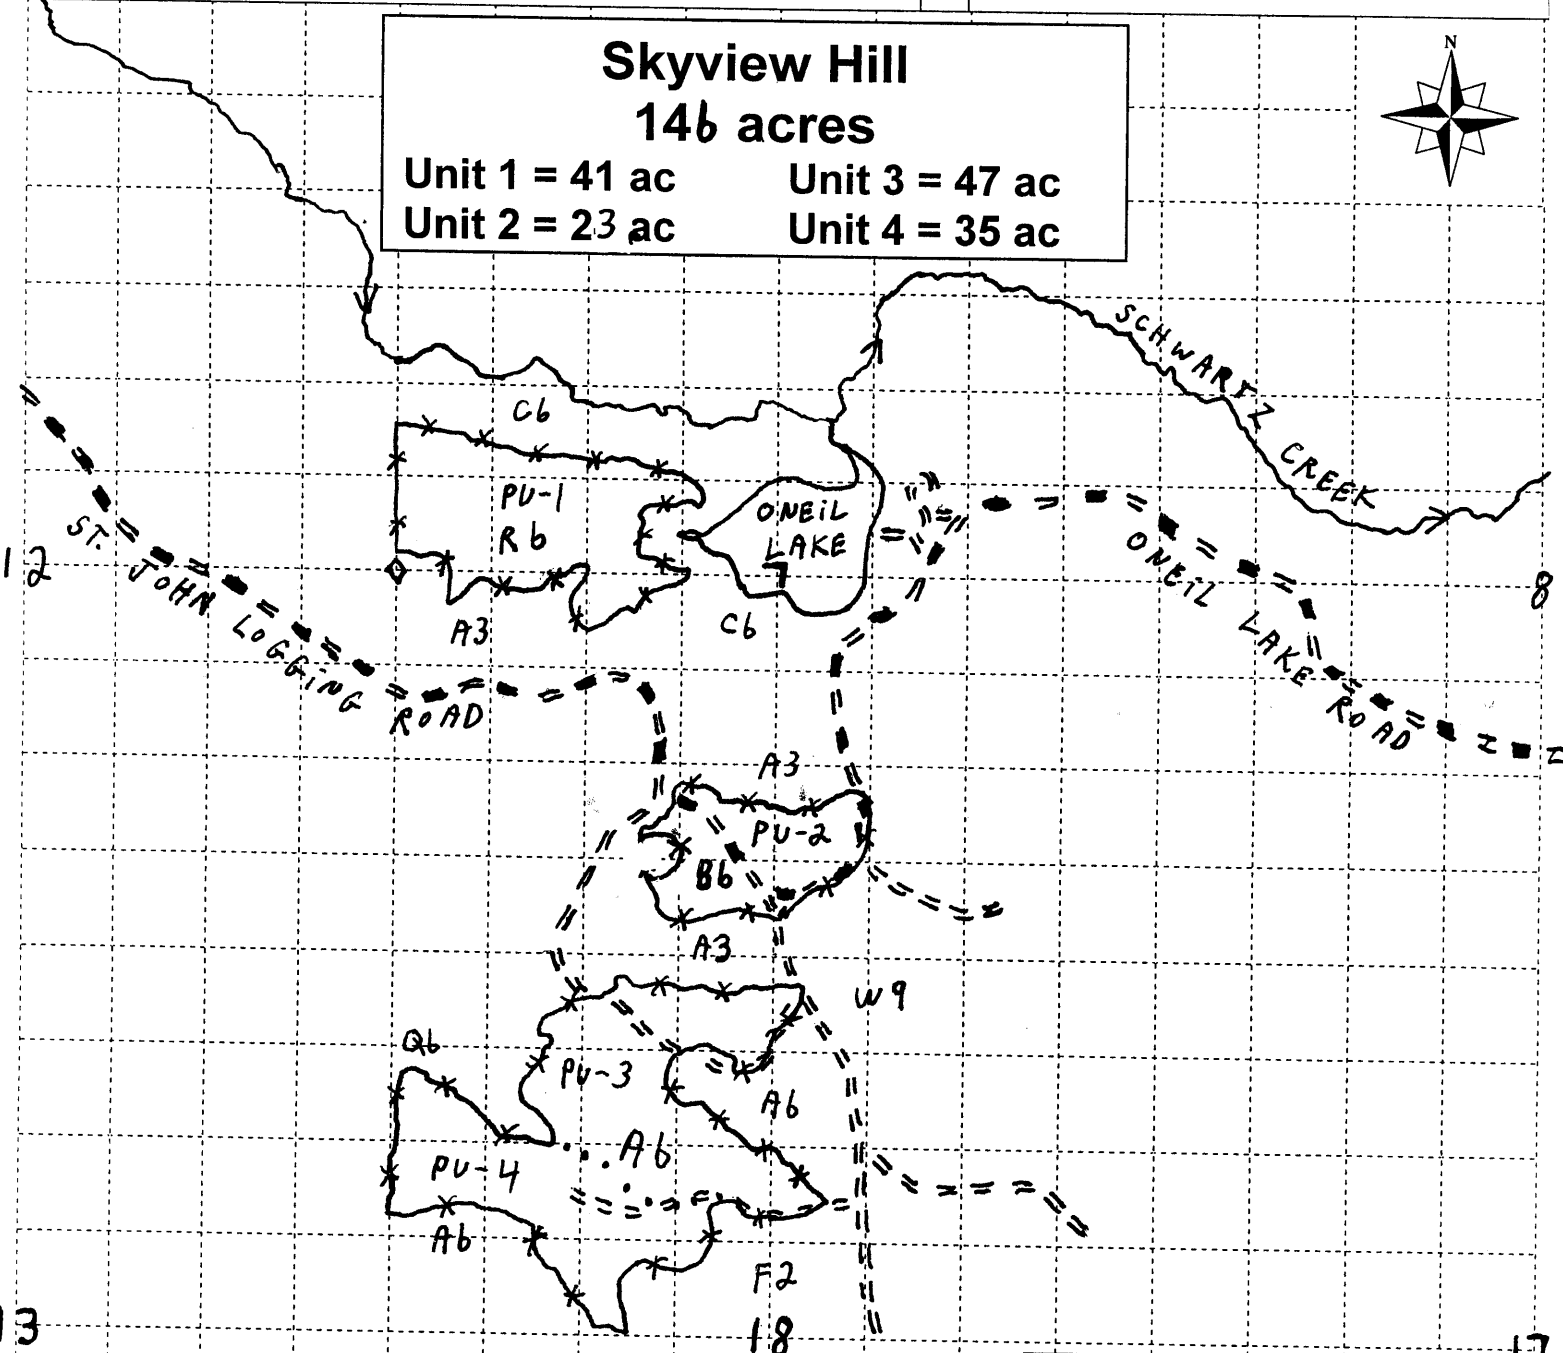 N
Skyview Hill
146 acres
Unit 1 = 41 ac
Unit 3 = 47 ac
Unit 2 = 23 ac
Unit 4 = 35 ac
SCHWARTZ CREEK
C6
PU-1
R6
ONEIL
LAKE
7
C6
A3
12
8
ST. JOHN LOGGING ROAD
ONEIL LAKE ROAD
A3
PU-2
B6
A3
W9
Q6
PU-3
A6
A6
PU-4
A6
F2
13
18
17